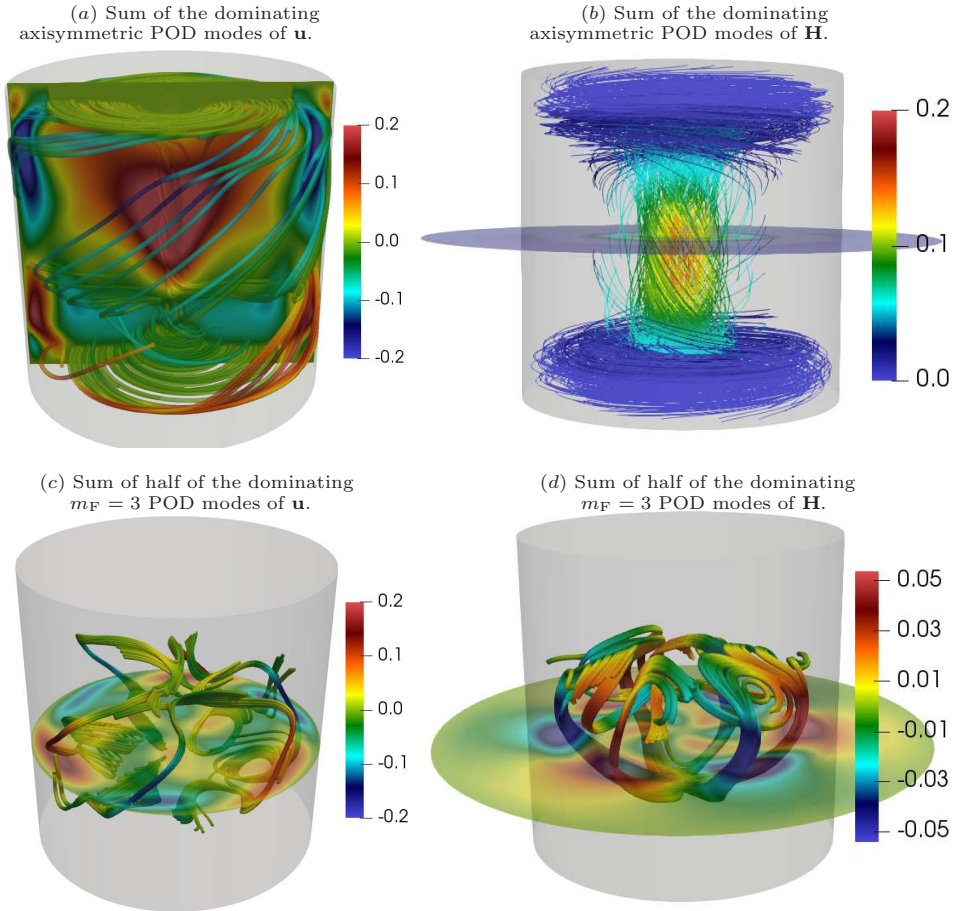 (a) Sum of the dominating
axisymmetric POD modes of u.
0.2
0.1
0.0
-0.1
-0.2
(b) Sum of the dominating
axisymmetric POD modes of H.
0.2
0.1
0.0
(c) Sum of half of the dominating
m_F = 3 POD modes of u.
0.2
0.1
0.0
-0.1
-0.2
(d) Sum of half of the dominating
m_F = 3 POD modes of H.
0.05
0.03
0.01
-0.01
-0.03
-0.05